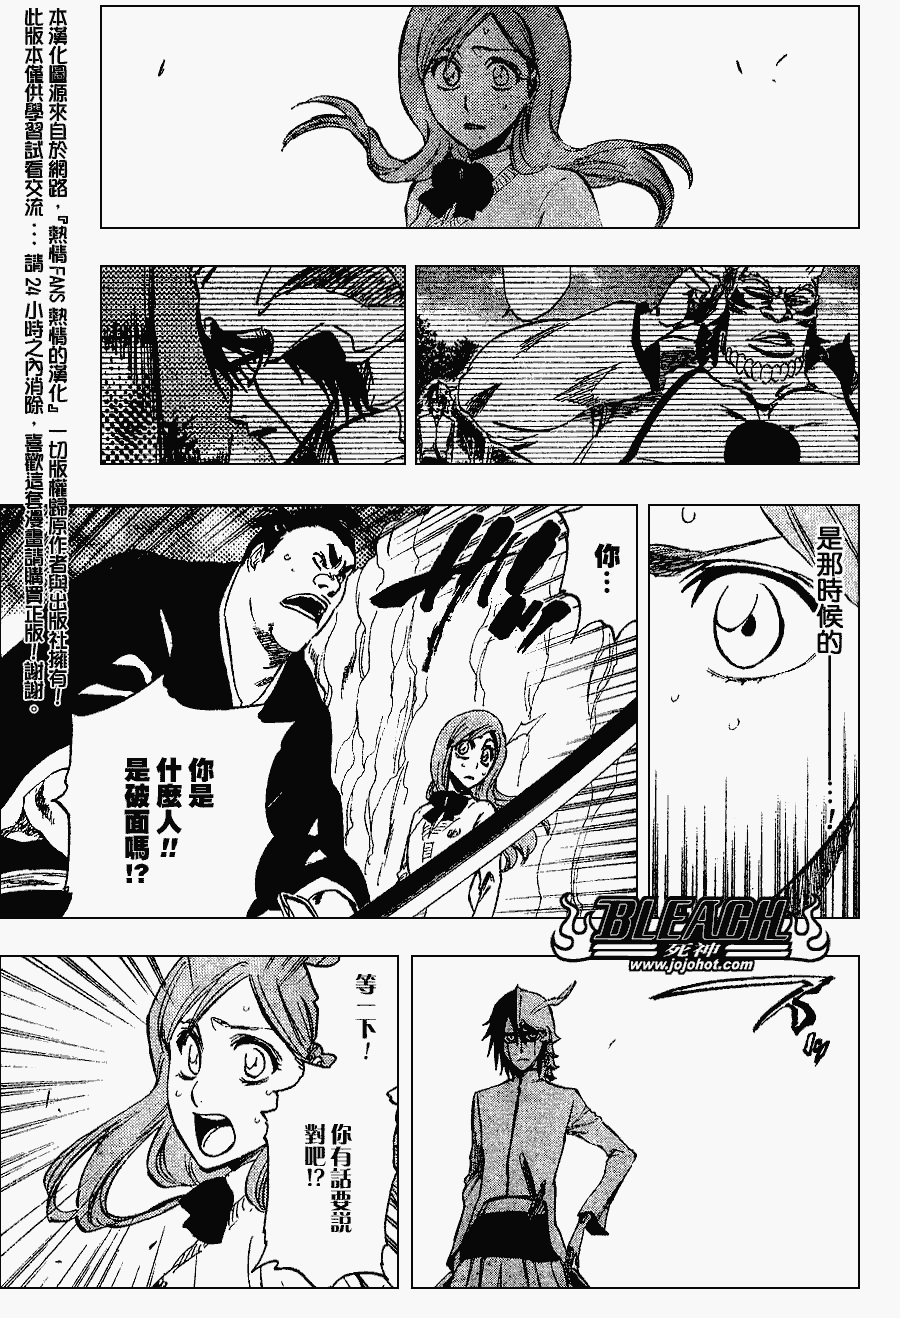 本漢化圖源來自於網路，『熱情FANS熱情的漢化』一切版權歸原作者與出版社擁有！
此版本僅供學習試看交流…請24小時之內消除，喜歡這套漫畫請購買正版！謝謝。
是那時候的——…！
你…
你是
什麼人!!
是破面嗎!?
BLEACH
死神
www.jojohot.com
等一下！
你有話要說
對吧!?